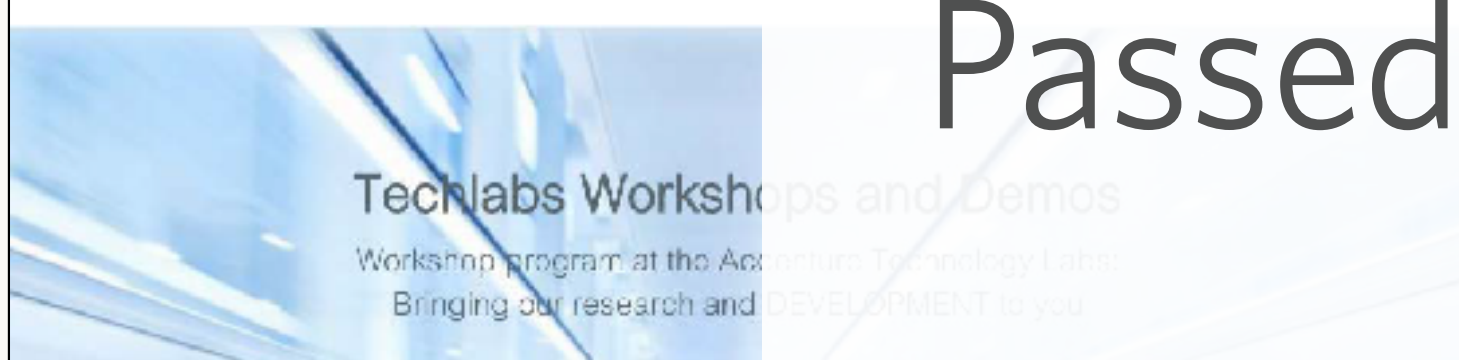 Passed
Techlabs Workshops and Demos
Workshop program at the Accenture Technology Labs:
Bringing our research and DEVELOPMENT to you